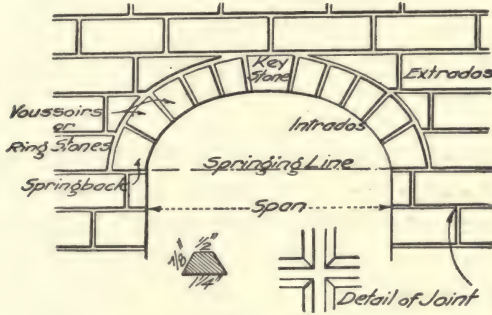 Key
Stone
Extrados
Voussoirs
or
Ring Stones
Intrados
Springing Line
Springback
Span
1/2"
1/8"
1 1/4"
Detail of Joint